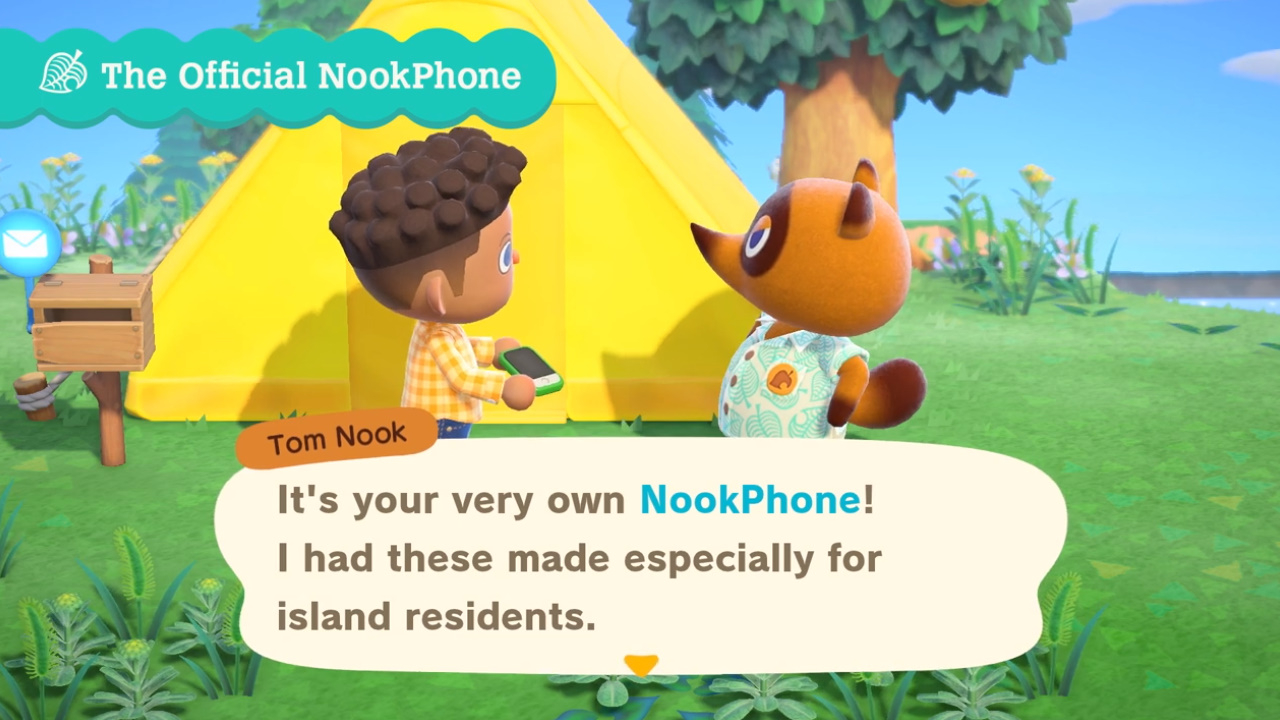 The Official NookPhone
Tom Nook
It's your very own NookPhone!
I had these made especially for
island residents.